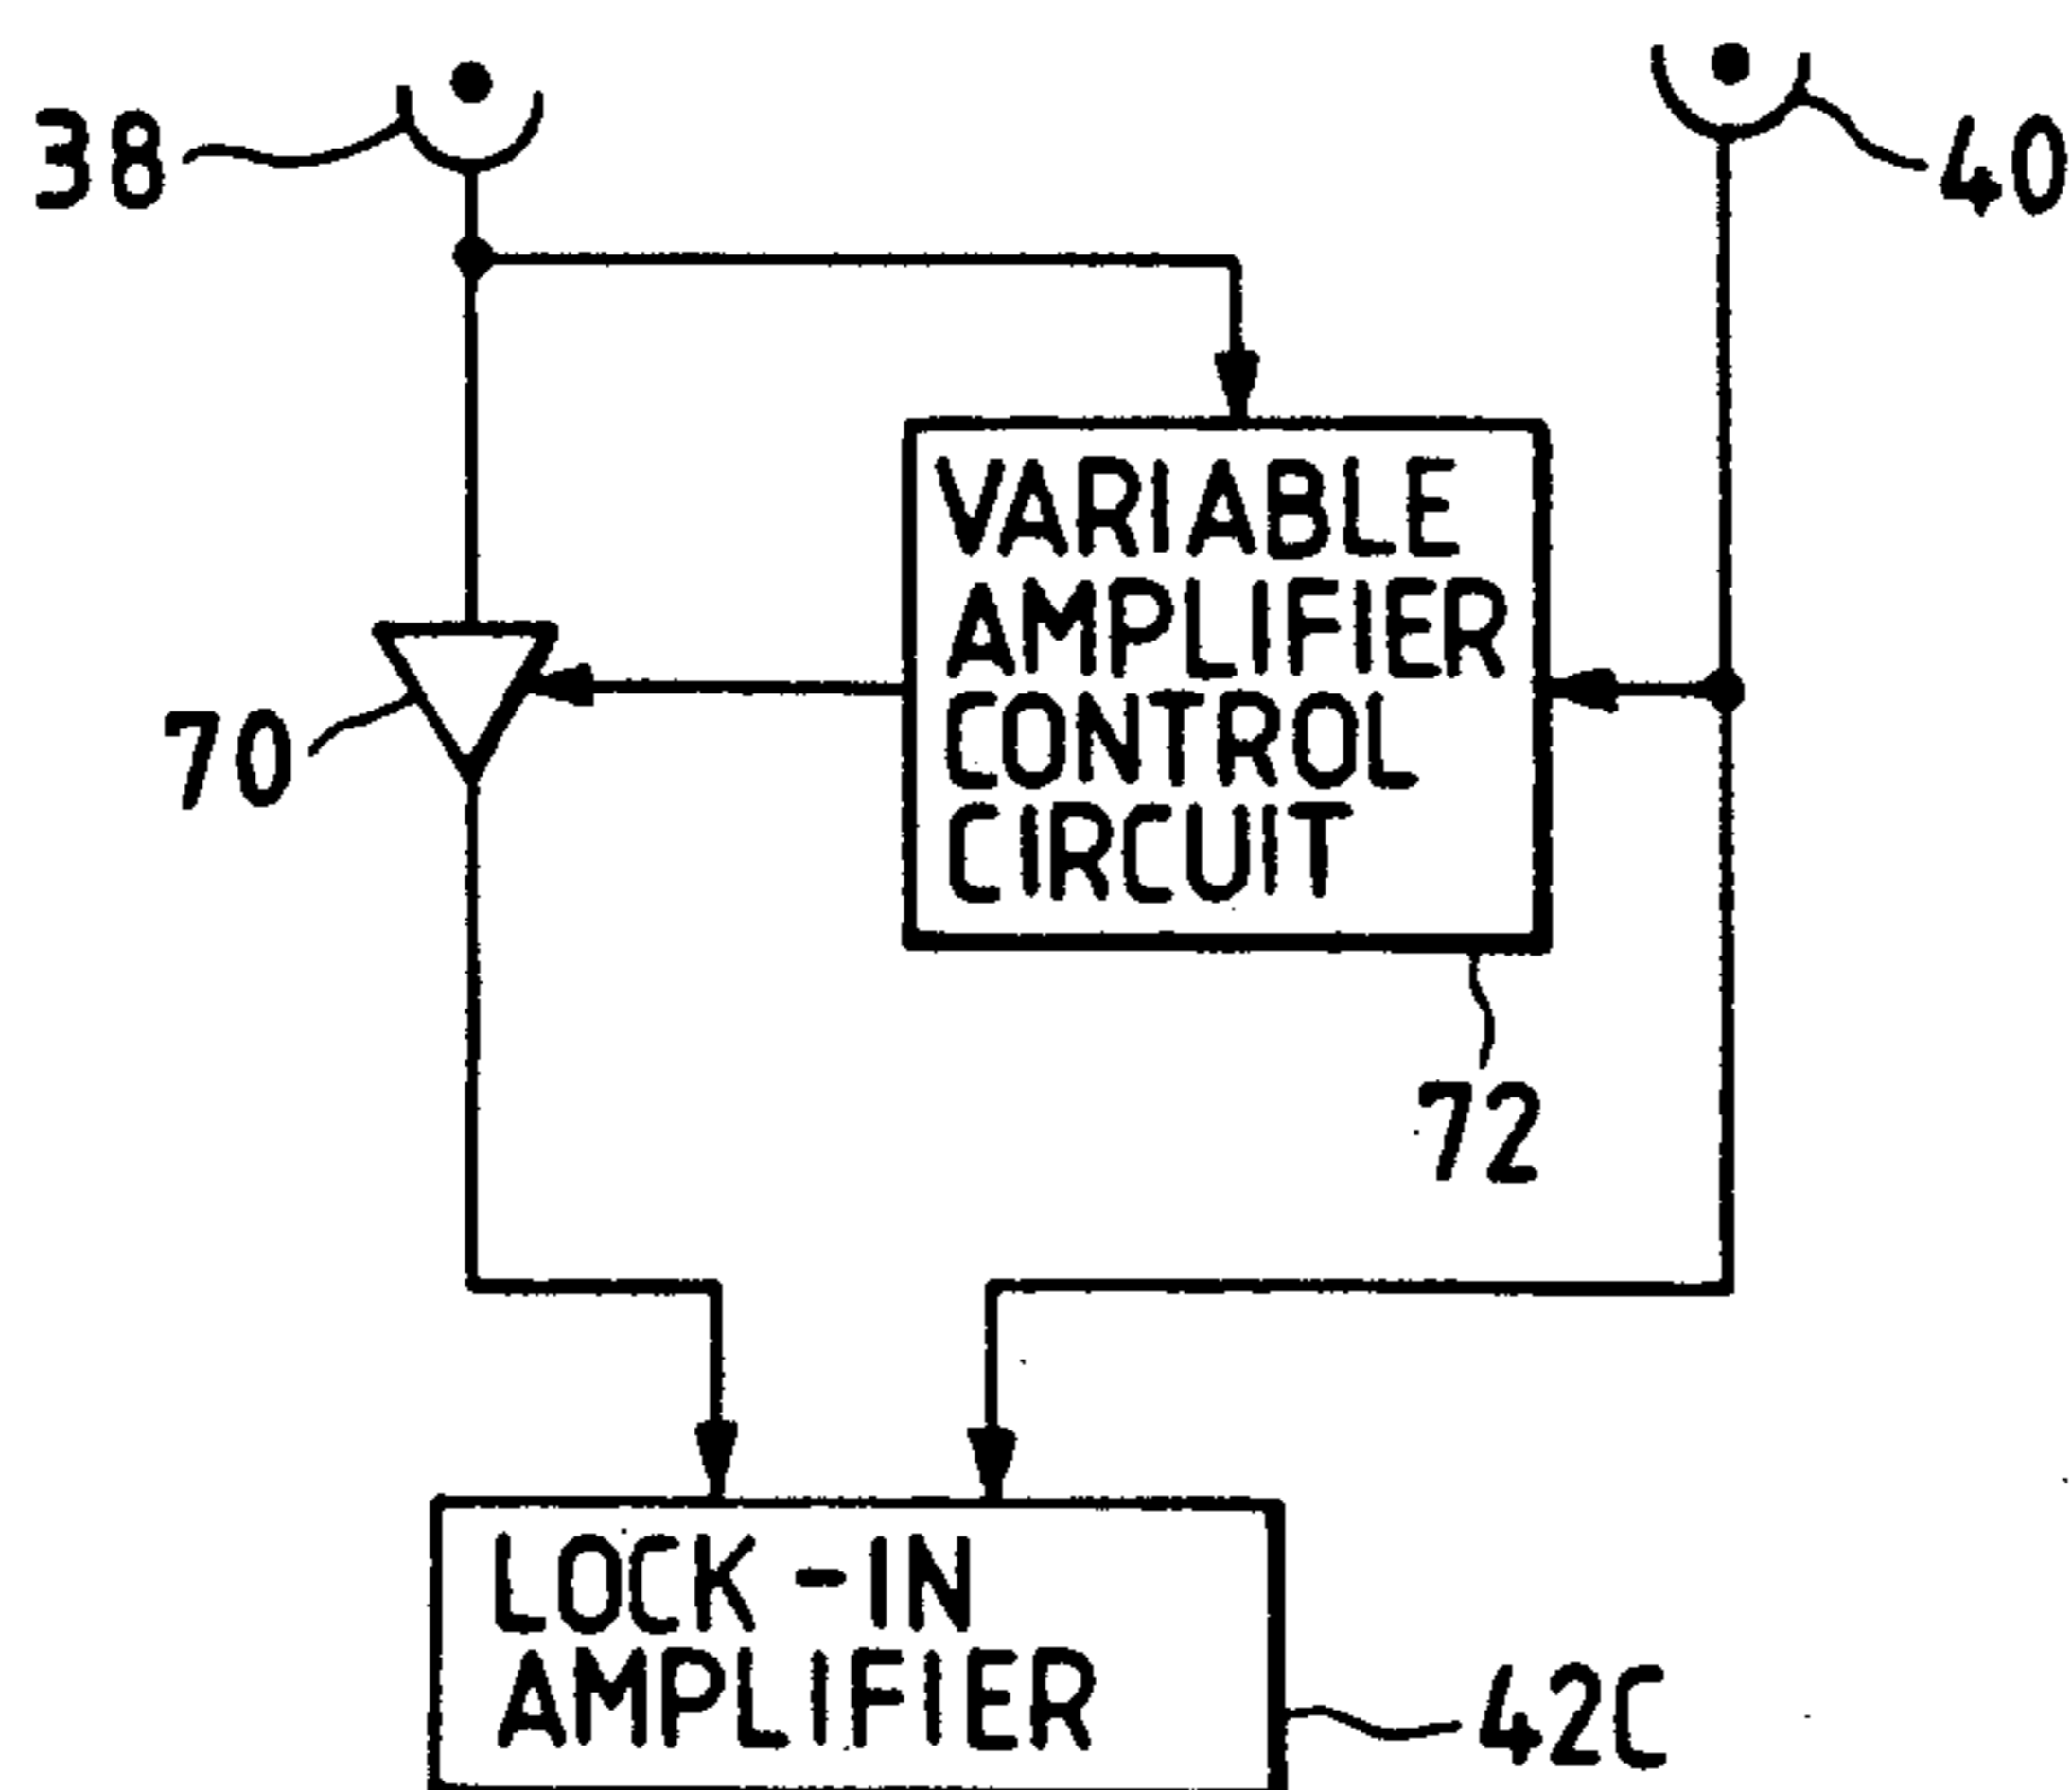 38
40
VARIABLE
AMPLIFIER
CONTROL
CIRCUIT
70
72
LOCK-IN
AMPLIFIER
42C